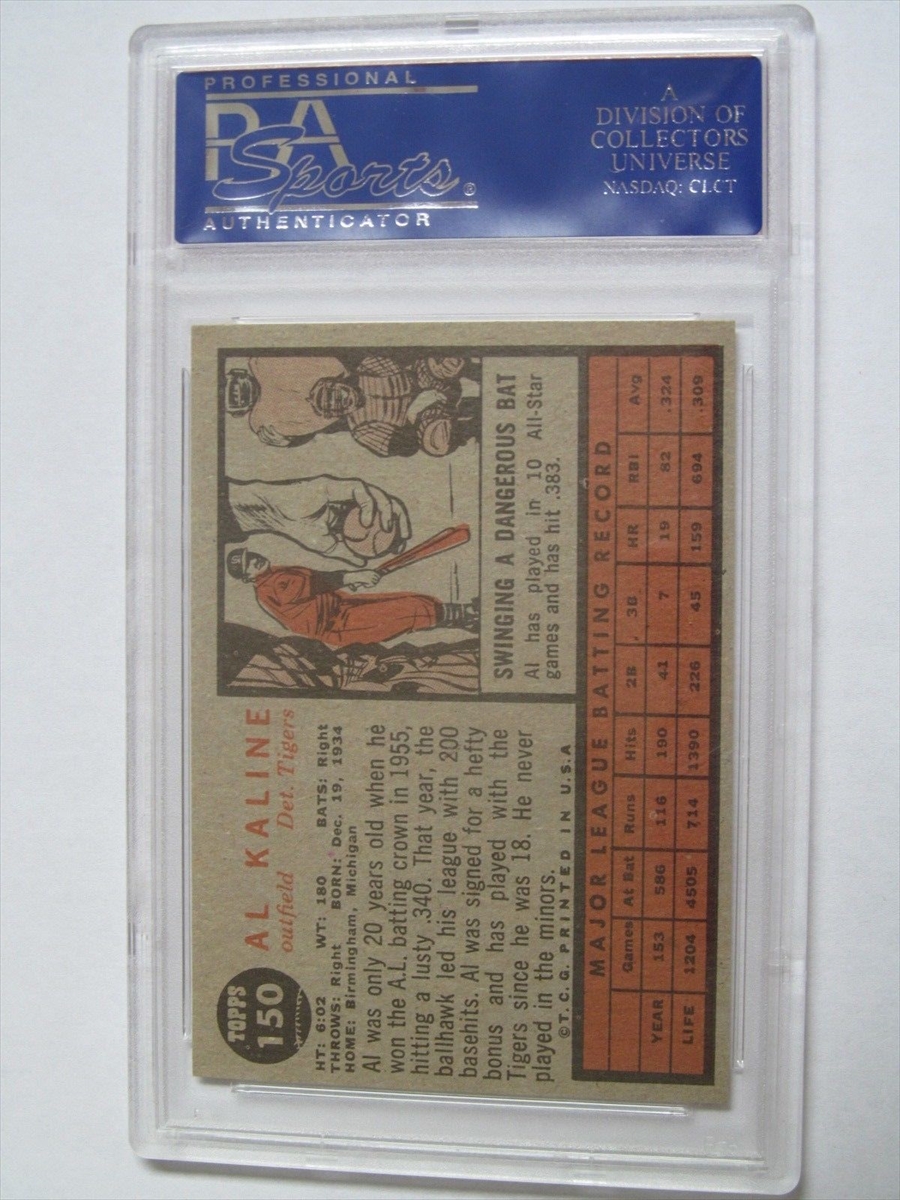 PROFESSIONAL
PSA
Sports®
AUTHENTICATOR
A
DIVISION OF
COLLECTORS
UNIVERSE
NASDAQ: CLCT
TOPPS
150
AL KALINE
outfield Det. Tigers
HT: 6:02 WT: 180 BATS: Right
THROWS: Right BORN: Dec. 19, 1934
HOME: Birmingham, Michigan
Al was only 20 years old when he
won the A.L. batting crown in 1955,
hitting a lusty .340. That year, the
ballhawk led his league with 200
basehits. Al was signed for a hefty
bonus and has played with the
Tigers since he was 18. He never
played in the minors.
©T. C. G. PRINTED IN U.S.A
SWINGING A DANGEROUS BAT
Al has played in 10 All-Star
games and has hit .383.
MAJOR LEAGUE BATTING RECORD
Games At Bat Runs Hits 2B 3B HR RBI Avg
YEAR 153 586 116 190 41 7 19 82 .324
LIFE 1204 4505 714 1390 226 45 159 694 .309